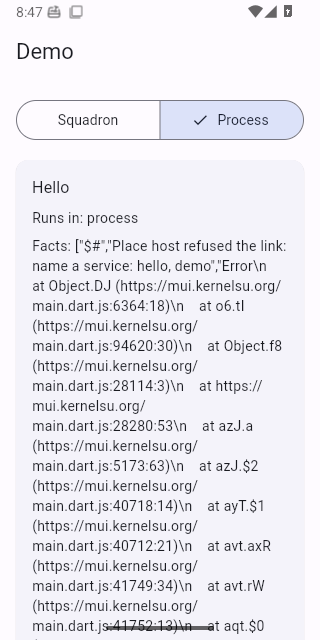 8:47
Demo
Squadron
Process
Hello
Runs in: process
Facts: ["$#","Place host refused the link:
name a service: hello, demo","Error\n
at Object.DJ (https://mui.kernelsu.org/
main.dart.js:6364:18)\n    at o6.tI
(https://mui.kernelsu.org/
main.dart.js:94620:30)\n    at Object.f8
(https://mui.kernelsu.org/
main.dart.js:28114:3)\n    at https://
mui.kernelsu.org/
main.dart.js:28280:53\n    at azJ.a
(https://mui.kernelsu.org/
main.dart.js:5173:63)\n    at azJ.$2
(https://mui.kernelsu.org/
main.dart.js:40718:14)\n    at ayT.$1
(https://mui.kernelsu.org/
main.dart.js:40712:21)\n    at avt.axR
(https://mui.kernelsu.org/
main.dart.js:41749:34)\n    at avt.rW
(https://mui.kernelsu.org/
main.dart.js:41752:13)\n    at aqt.$0